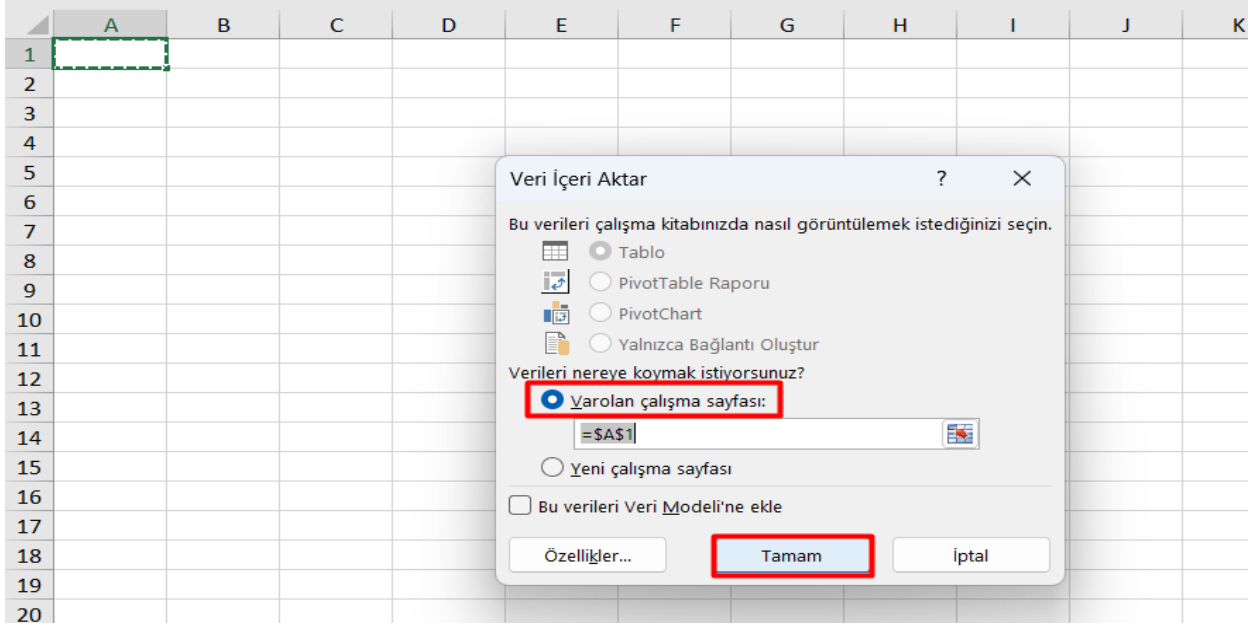 A B C D E F G H I J K
1
2
3
4
5
Veri İçeri Aktar ?
6
Bu verileri çalışma kitabınızda nasıl görüntülemek istediğinizi seçin.
7
8
Tablo
9
PivotTable Raporu
10
PivotChart
11
Yalnızca Bağlantı Oluştur
12
Verileri nereye koymak istiyorsunuz?
13
Varolan çalışma sayfası:
14
=$A$1
15
Yeni çalışma sayfası
16
Bu verileri Veri Modeli'ne ekle
17
18
Özellikler... Tamam İptal
19
20